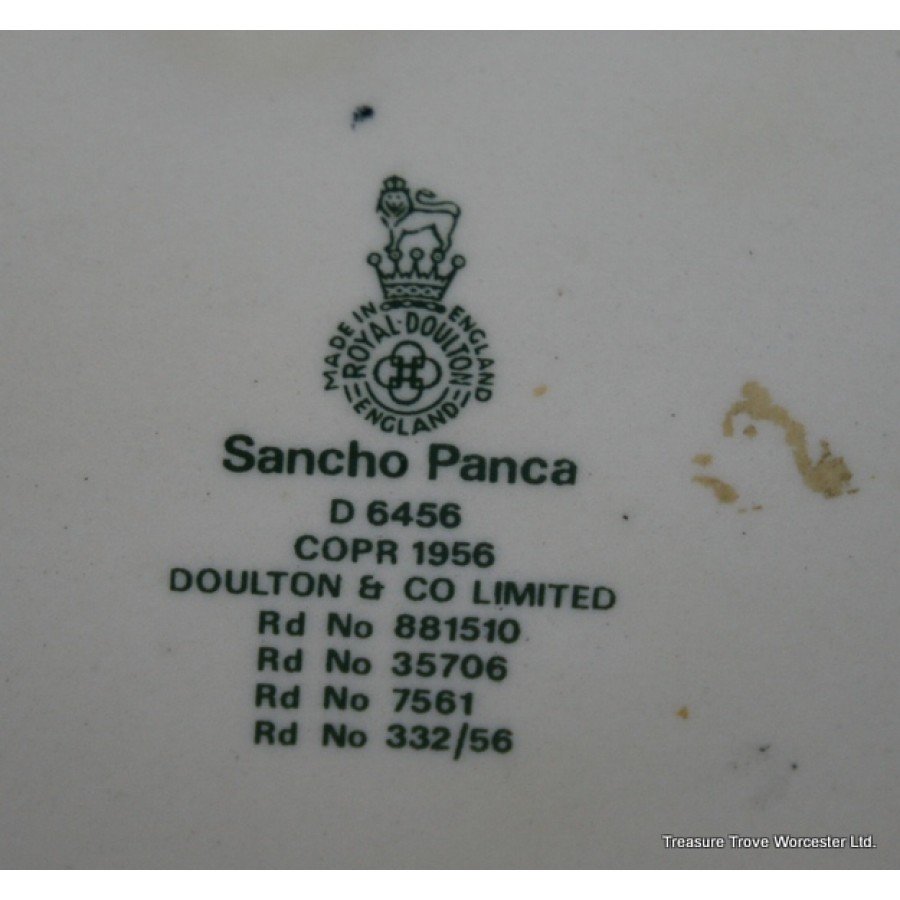 MADE IN ENGLAND
ROYAL·DOULTON
ENGLAND
Sancho Panca
D 6456
COPR 1956
DOULTON & CO LIMITED
Rd No 881510
Rd No 35706
Rd No 7561
Rd No 332/56
Treasure Trove Worcester Ltd.